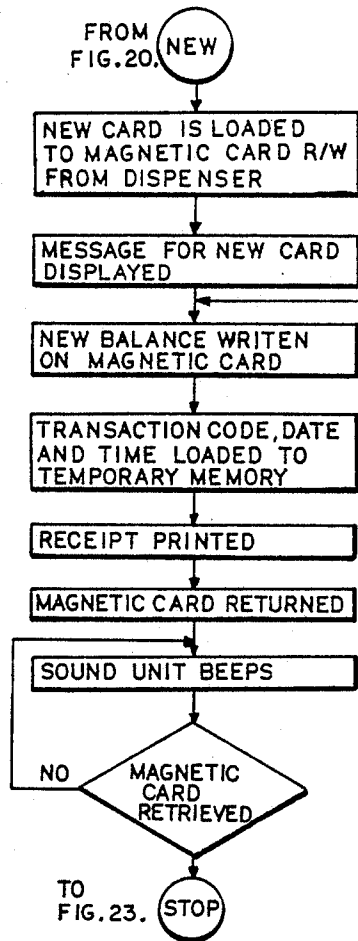 FROM
FIG.20.
NEW
NEW CARD IS LOADED
TO MAGNETIC CARD R/W
FROM DISPENSER
MESSAGE FOR NEW CARD
DISPLAYED
NEW BALANCE WRITEN
ON MAGNETIC CARD
TRANSACTION CODE, DATE
AND TIME LOADED TO
TEMPORARY MEMORY
RECEIPT PRINTED
MAGNETIC CARD RETURNED
SOUND UNIT BEEPS
NO
MAGNETIC
CARD
RETRIEVED
TO
FIG.23.
STOP